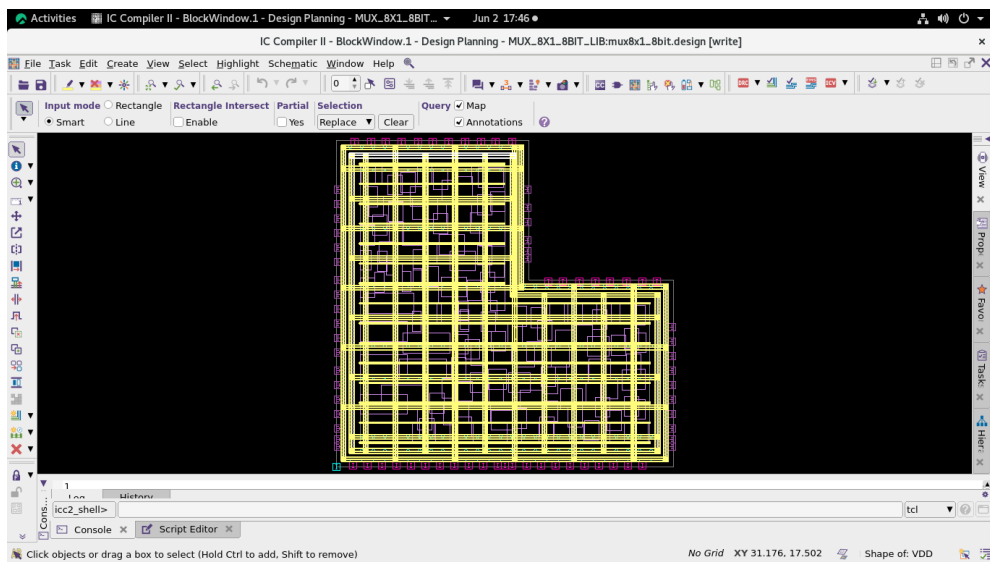 Activities IC Compiler II - BlockWindow.1 - Design Planning - MUX_8X1_8BIT_... Jun 2 17:46
IC Compiler II - BlockWindow.1 - Design Planning - MUX_8X1_8BIT_LIB:mux8x1_8bit.design [write]
File Task Edit Create View Select Highlight Schematic Window Help
0
Input mode Rectangle Rectangle Intersect Partial Selection Query Map
Smart Line Enable Yes Replace Clear Annotations
View
Prop
Favo
Task
Hier
1
Log History
Cons...
icc2_shell> tcl
Console Script Editor
Click objects or drag a box to select (Hold Ctrl to add, Shift to remove) No Grid XY 31.176, 17.502 Shape of: VDD